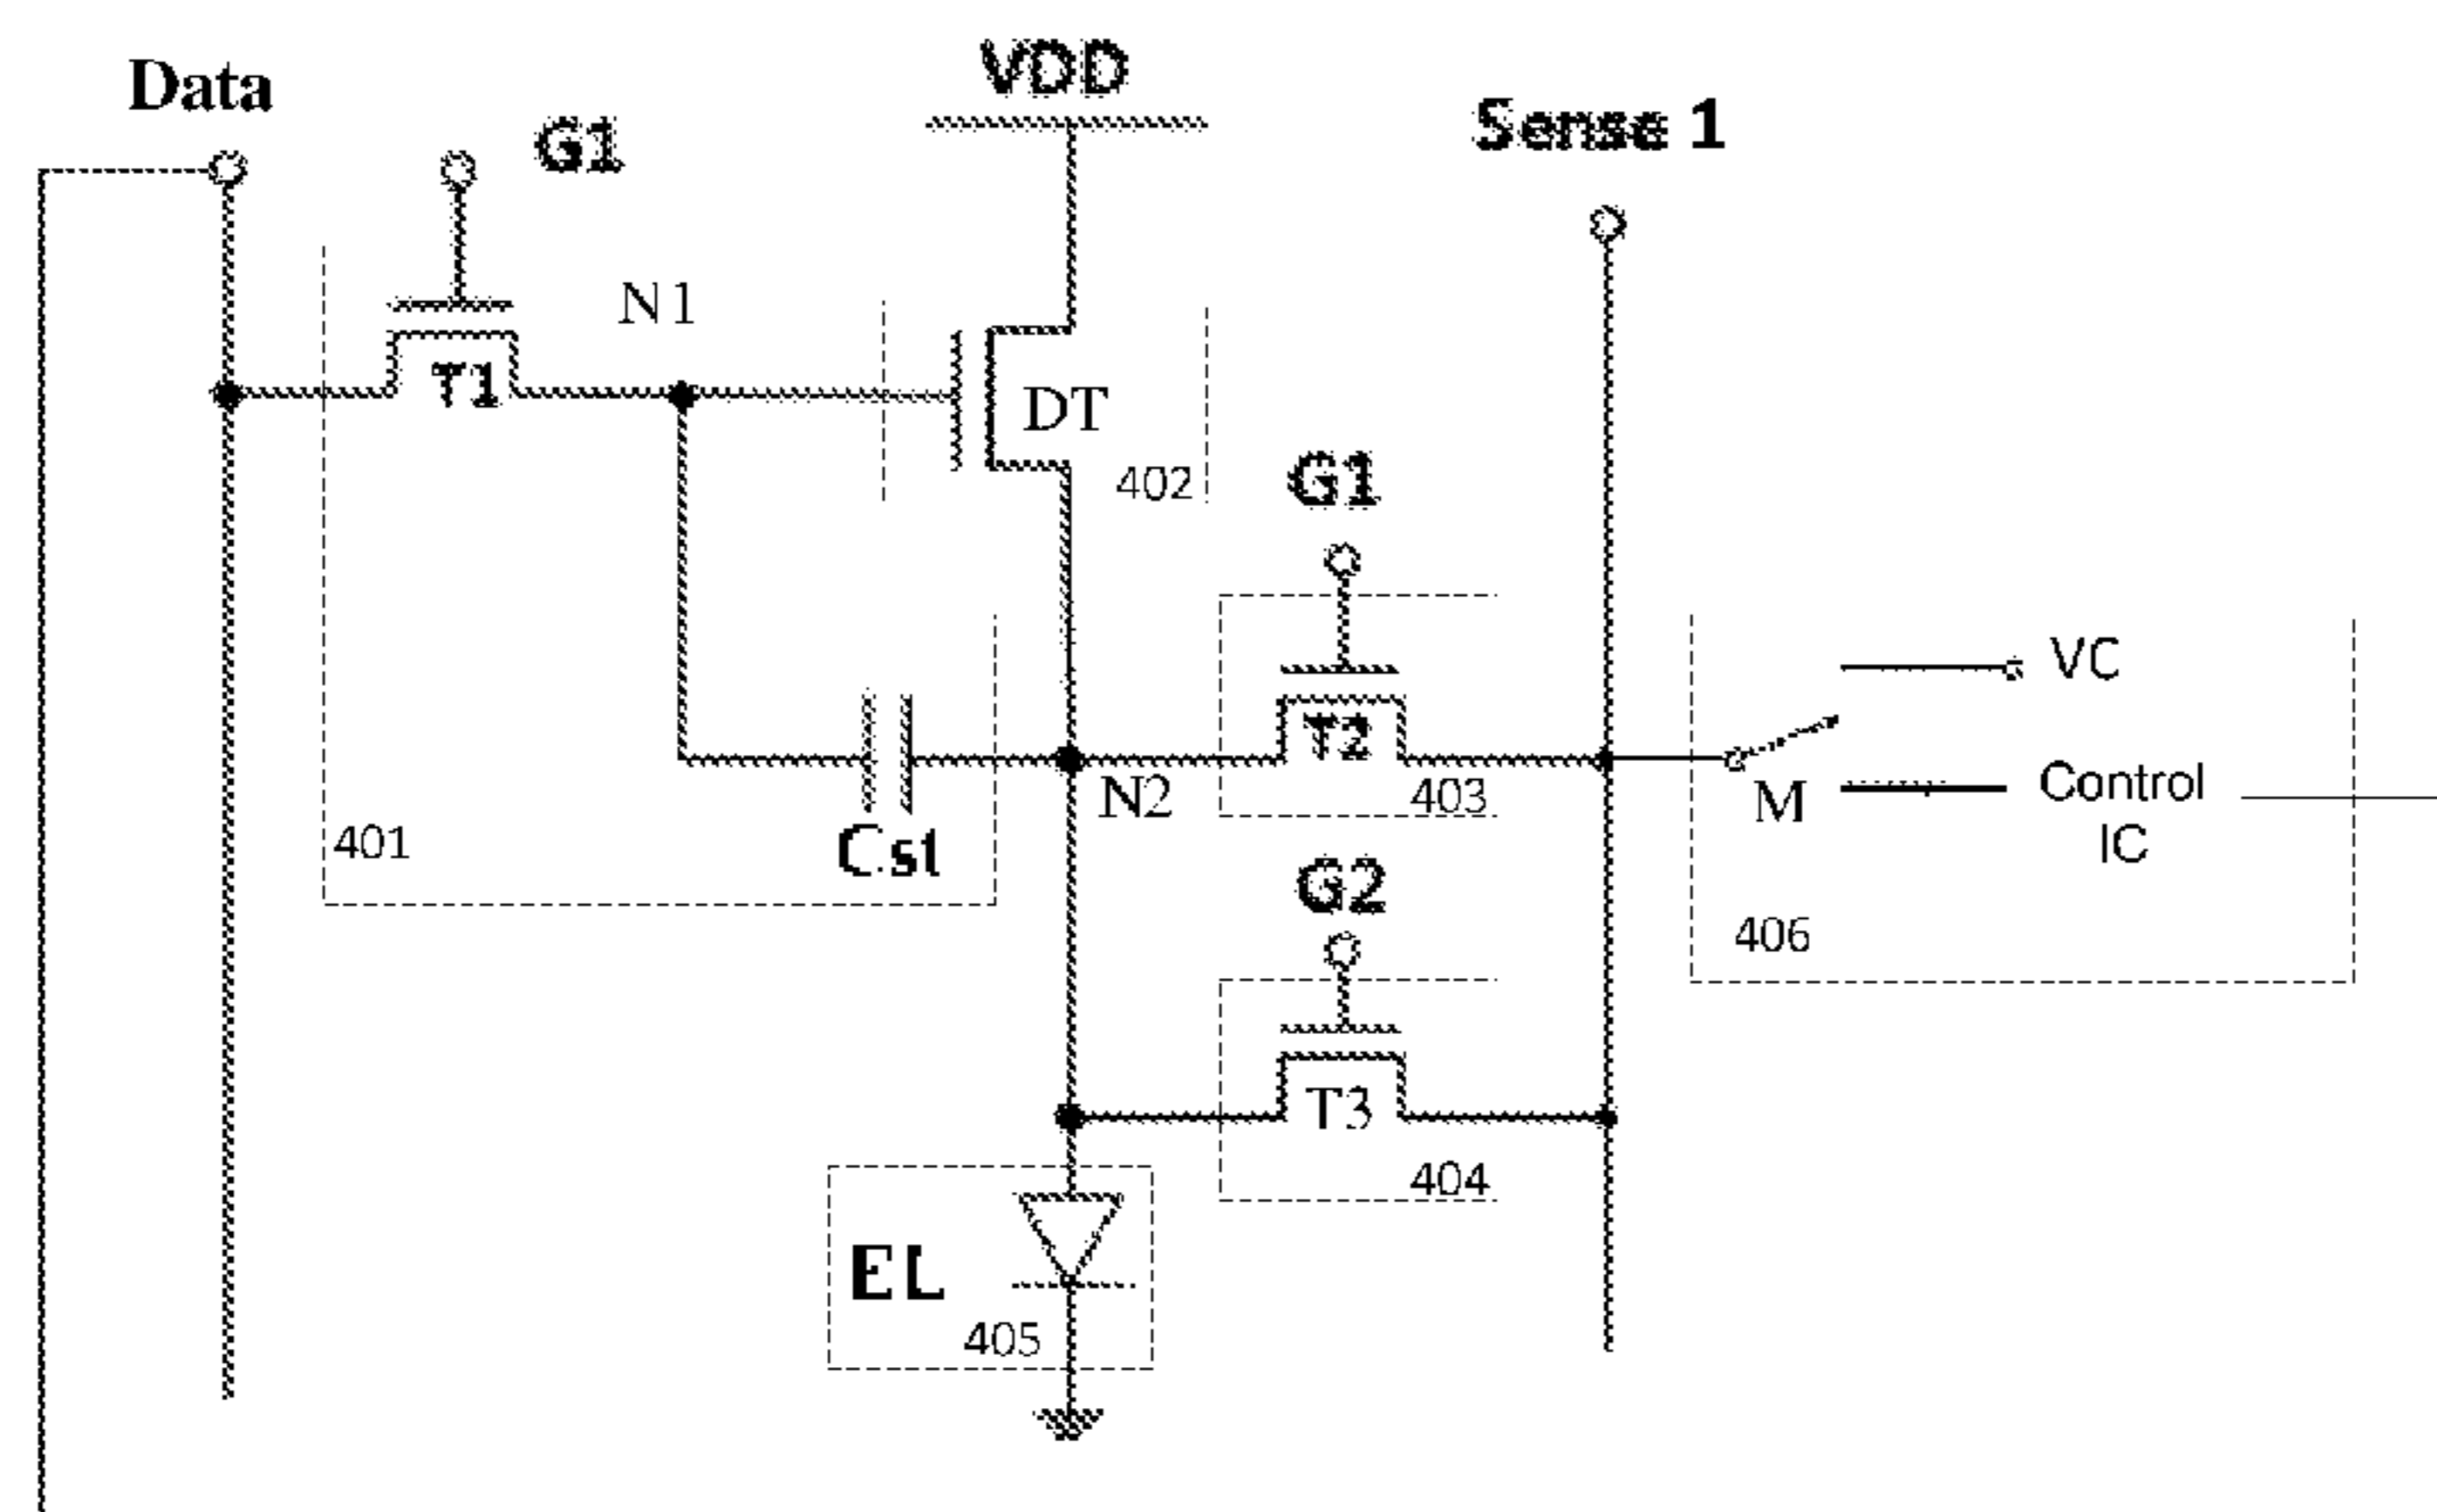 Data
VDD
G1
Sense 1
N1
T1
DT
402
G1
VC
T2
N2
403
M
Control
IC
401
Cst
G2
406
T3
404
EL
405